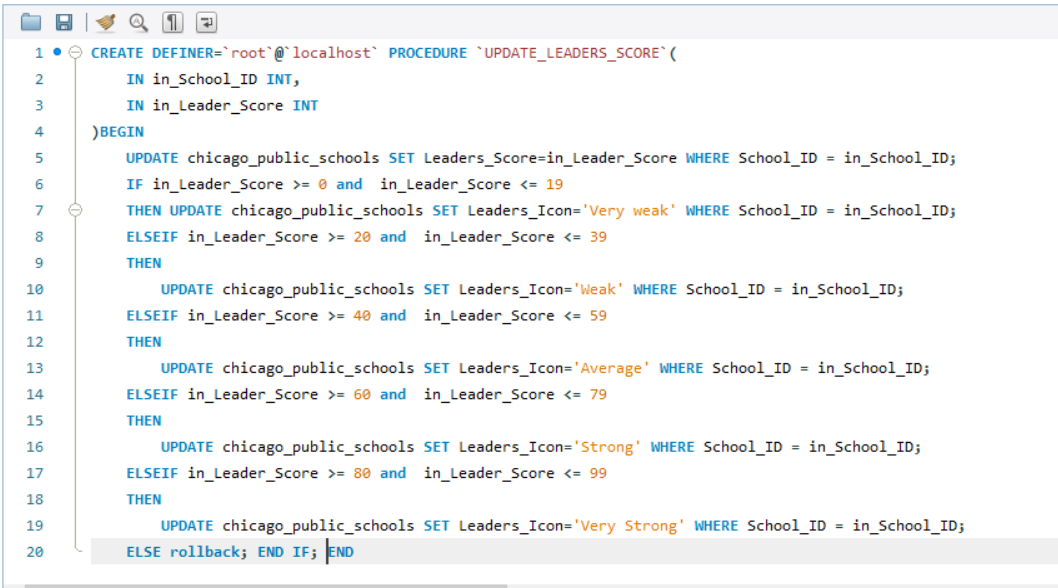 1 CREATE DEFINER=`root`@`localhost` PROCEDURE `UPDATE_LEADERS_SCORE`(
2 IN in_School_ID INT,
3 IN in_Leader_Score INT
4 )BEGIN
5 UPDATE chicago_public_schools SET Leaders_Score=in_Leader_Score WHERE School_ID = in_School_ID;
6 IF in_Leader_Score >= 0 and  in_Leader_Score <= 19
7 THEN UPDATE chicago_public_schools SET Leaders_Icon='Very weak' WHERE School_ID = in_School_ID;
8 ELSEIF in_Leader_Score >= 20 and  in_Leader_Score <= 39
9 THEN
10 UPDATE chicago_public_schools SET Leaders_Icon='Weak' WHERE School_ID = in_School_ID;
11 ELSEIF in_Leader_Score >= 40 and  in_Leader_Score <= 59
12 THEN
13 UPDATE chicago_public_schools SET Leaders_Icon='Average' WHERE School_ID = in_School_ID;
14 ELSEIF in_Leader_Score >= 60 and  in_Leader_Score <= 79
15 THEN
16 UPDATE chicago_public_schools SET Leaders_Icon='Strong' WHERE School_ID = in_School_ID;
17 ELSEIF in_Leader_Score >= 80 and  in_Leader_Score <= 99
18 THEN
19 UPDATE chicago_public_schools SET Leaders_Icon='Very Strong' WHERE School_ID = in_School_ID;
20 ELSE rollback; END IF; END